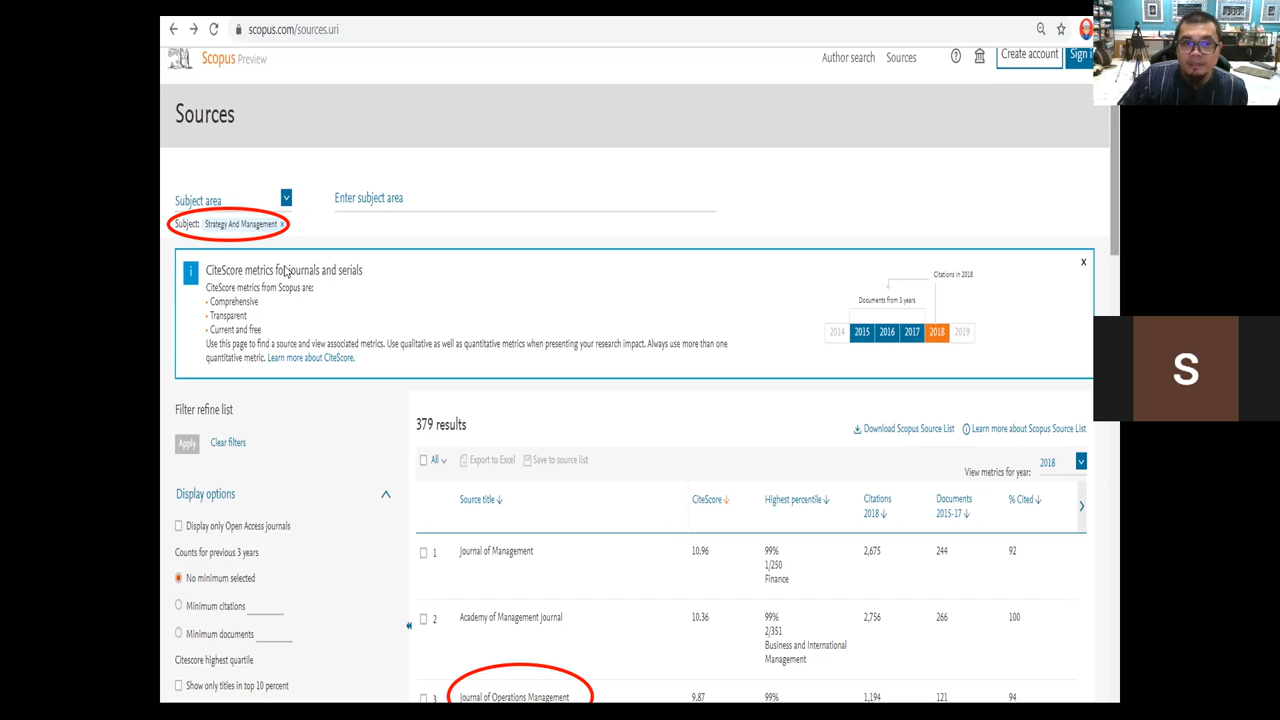 scopus.com/sources.uri
Scopus Preview
Author search
Sources
Create account
Sign i
Sources
Subject area
Enter subject area
Subject: Strategy And Management ×
i
CiteScore metrics for journals and serials
x
CiteScore metrics from Scopus are:
• Comprehensive
• Transparent
• Current and free
Use this page to find a source and view associated metrics. Use qualitative as well as quantitative metrics when presenting your research impact. Always use more than one
quantitative metric. Learn more about CiteScore.
Citations in 2018
Documents from 3 years
2014 2015 2016 2017 2018 2019
Filter refine list
Apply
Clear filters
Display options
Display only Open Access journals
Counts for previous 3 years
No minimum selected
Minimum citations
Minimum documents
Citescore highest quartile
Show only titles in top 10 percent
379 results
Download Scopus Source List
Learn more about Scopus Source List
All
Export to Excel
Save to source list
View metrics for year:
2018
Source title
CiteScore
Highest percentile
Citations
2018
Documents
2015-17
% Cited
1 Journal of Management 10.96 99% 2,675 244 92
1/250
Finance
2 Academy of Management Journal 10.36 99% 2,756 266 100
2/351
Business and International
Management
3 Journal of Operations Management 9.87 99% 1,194 121 94
S